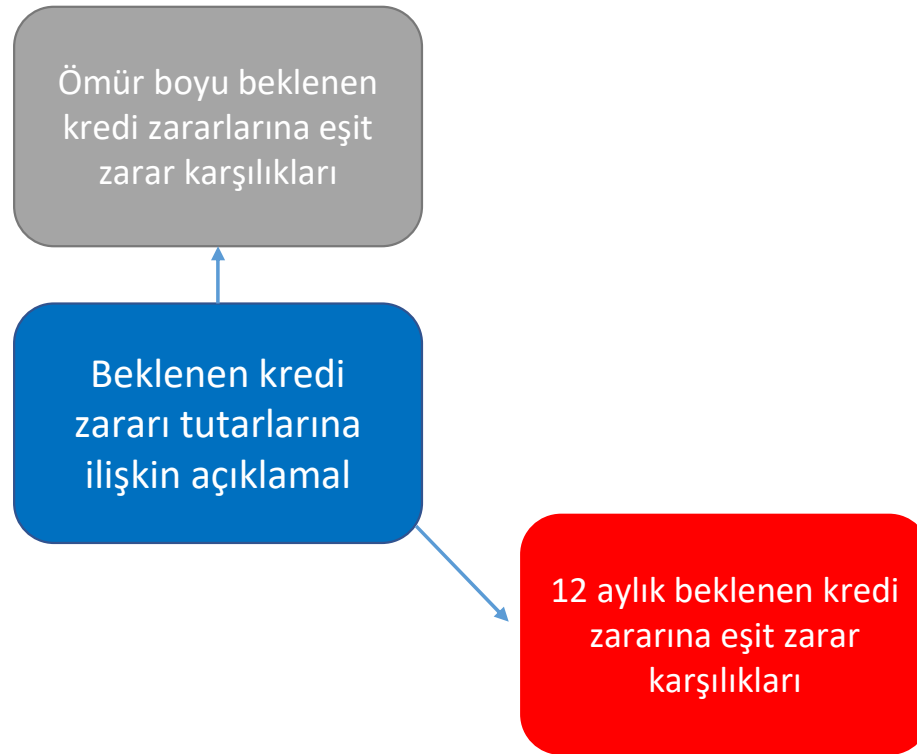 Ömür boyu beklenen
kredi zararlarına eşit
zarar karşılıkları
Beklenen kredi
zararı tutarlarına
ilişkin açıklamal
12 aylık beklenen kredi
zararına eşit zarar
karşılıkları